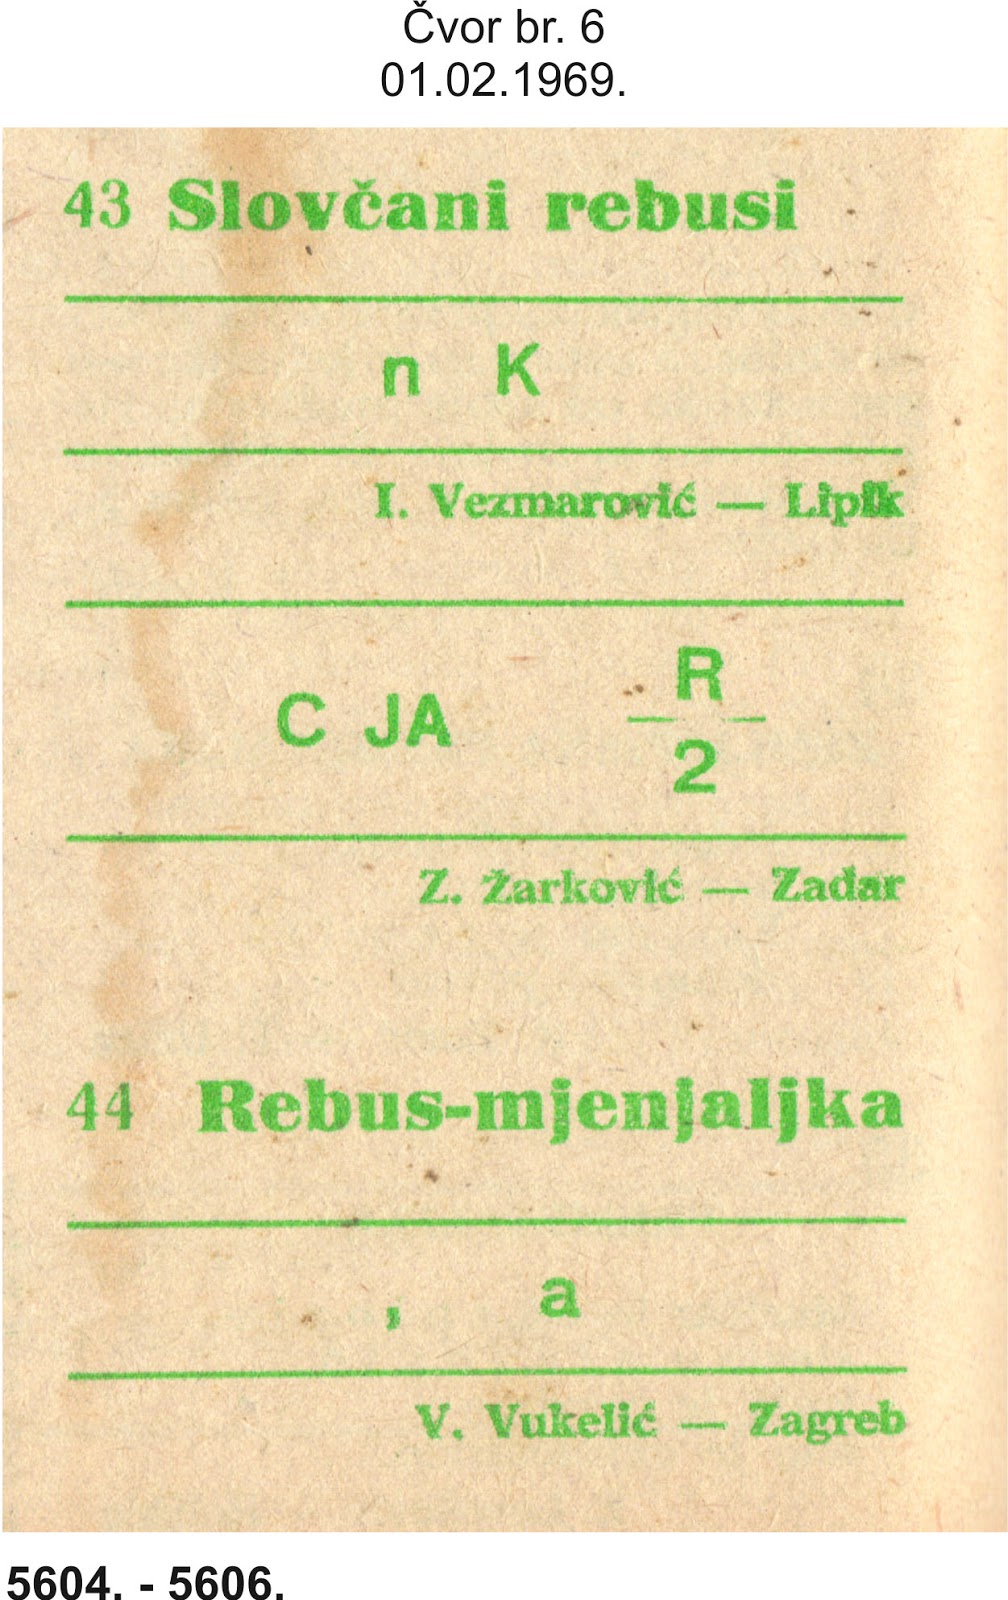 Čvor br. 6
01.02.1969.
43 Slovčani rebusi
n K
I. Vezmarović — Lipik
C JA R
2
Z. Žarković — Zadar
44 Rebus-mjenjaljka
, a
V. Vukelić — Zagreb
5604. - 5606.